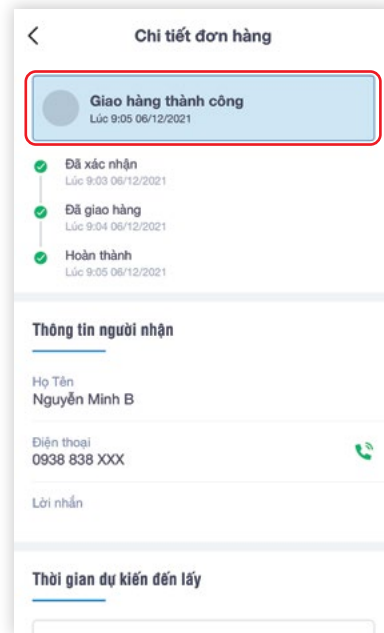 Chi tiết đơn hàng
Giao hàng thành công
Lúc 9:05 06/12/2021
Đã xác nhận
Lúc 9:03 06/12/2021
Đã giao hàng
Lúc 9:04 06/12/2021
Hoàn thành
Lúc 9:05 06/12/2021
Thông tin người nhận
Họ Tên
Nguyễn Minh B
Điện thoại
0938 838 XXX
Lời nhắn
Thời gian dự kiến đến lấy